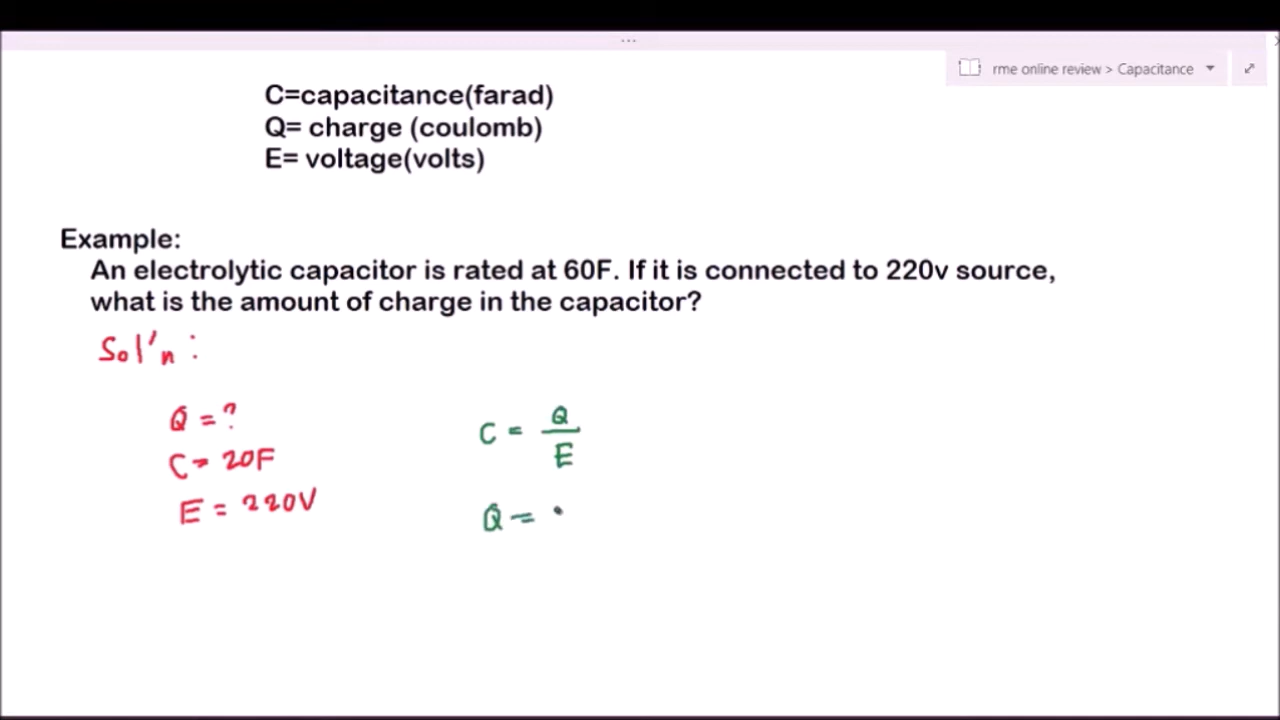 rme online review > Capacitance
C=capacitance(farad)
Q= charge (coulomb)
E= voltage(volts)
Example:
An electrolytic capacitor is rated at 60F. If it is connected to 220v source,
what is the amount of charge in the capacitor?
Sol'n :
Q = ?
C = 20F
E = 220V
C = Q
E
Q =